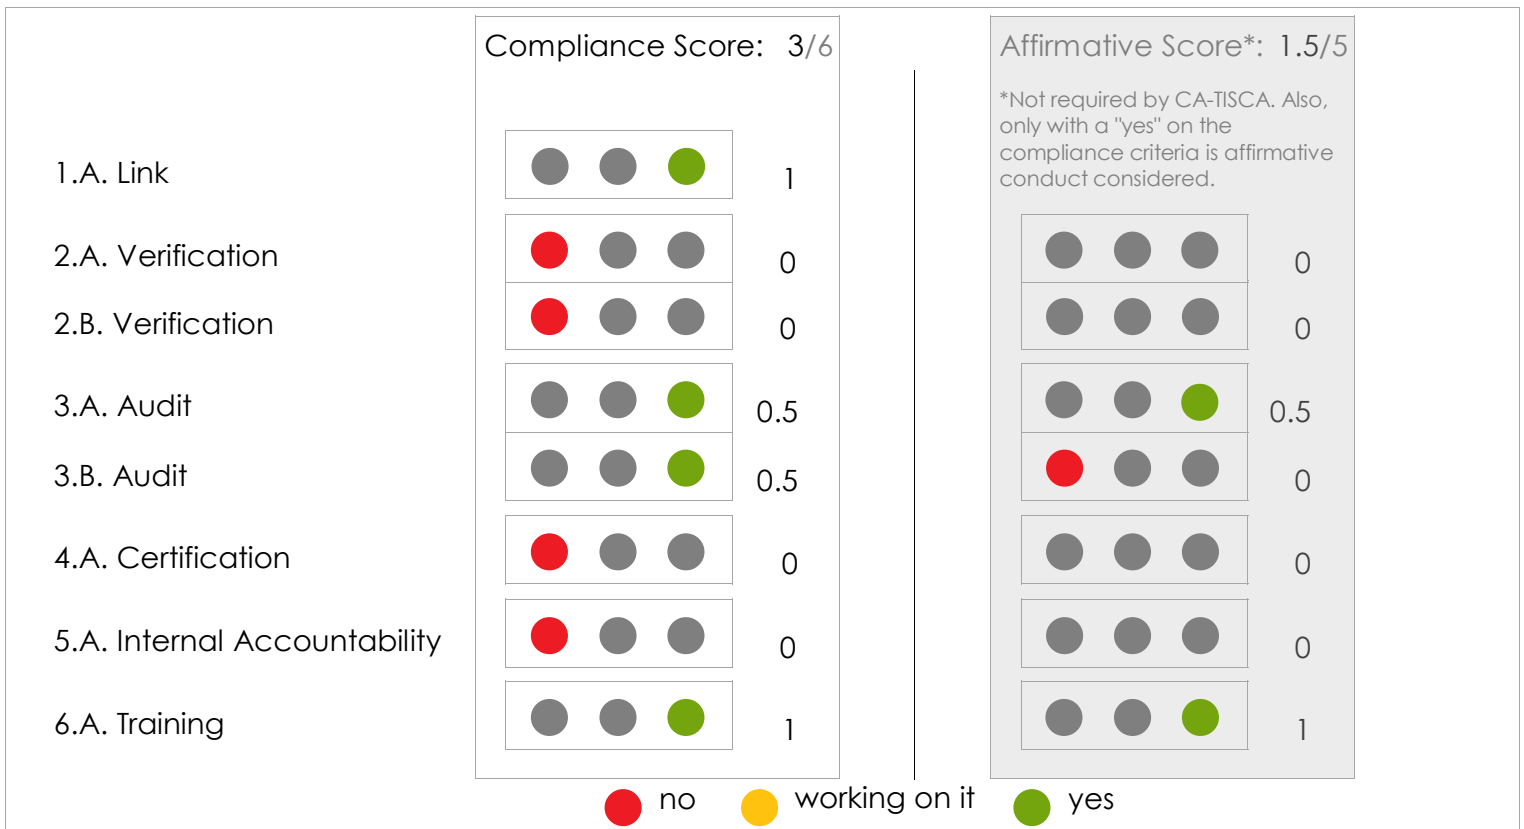 Compliance Score: 3/6
Affirmative Score*: 1.5/5
*Not required by CA-TISCA. Also,
only with a "yes" on the
compliance criteria is affirmative
conduct considered.
1.A. Link 1
2.A. Verification 0 0
2.B. Verification 0 0
3.A. Audit 0.5 0.5
3.B. Audit 0.5 0
4.A. Certification 0 0
5.A. Internal Accountability 0 0
6.A. Training 1 1
no working on it yes